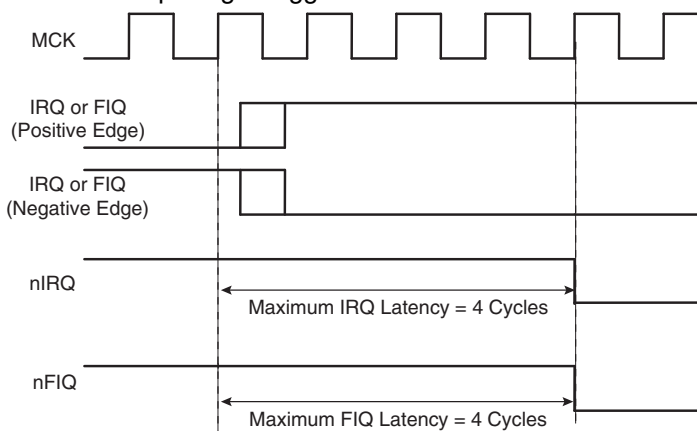 MCK
IRQ or FIQ
(Positive Edge)
IRQ or FIQ
(Negative Edge)
nIRQ
Maximum IRQ Latency = 4 Cycles
nFIQ
Maximum FIQ Latency = 4 Cycles